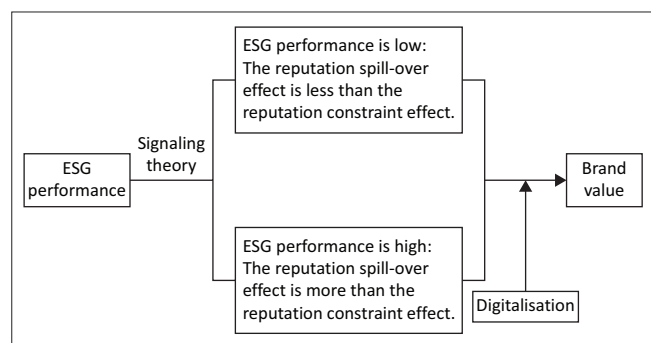 ESG performance is low:
The reputation spill-over
effect is less than the
reputation constraint effect.
Signaling
theory
ESG
performance
Brand
value
ESG performance is high:
The reputation spill-over
effect is more than the
reputation constraint effect.
Digitalisation